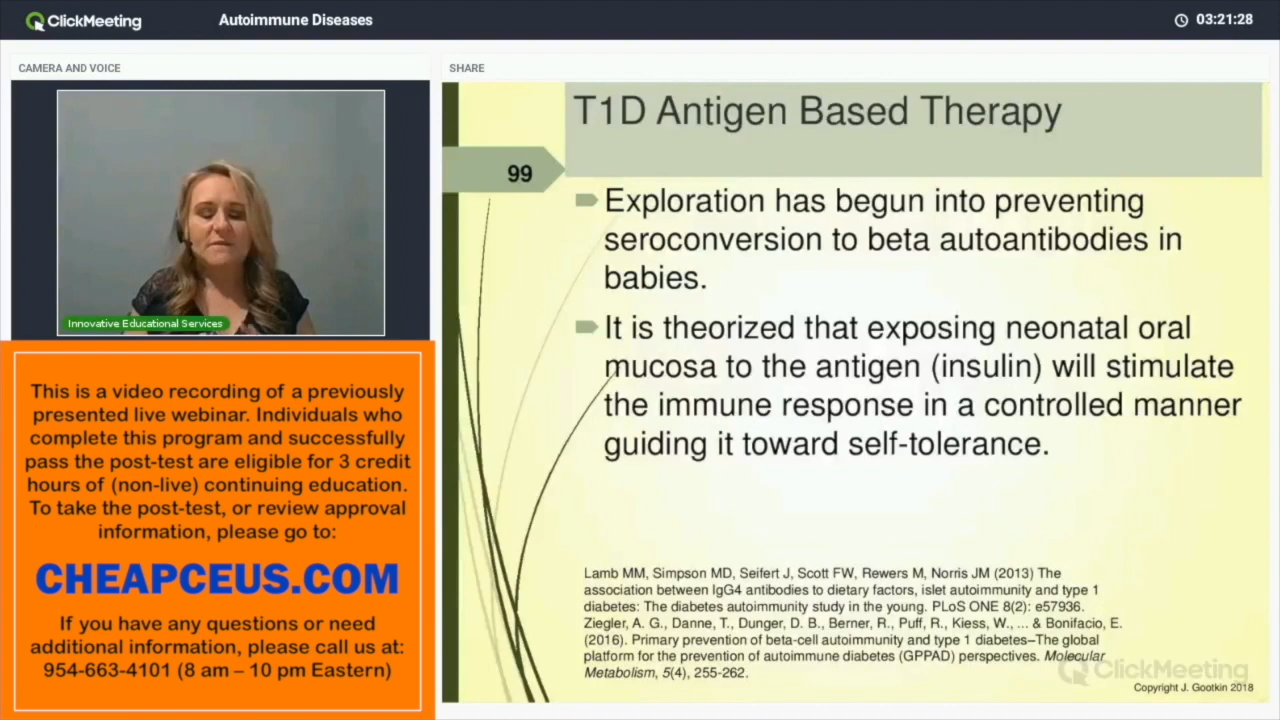 ClickMeeting
Autoimmune Diseases
03:21:28
CAMERA AND VOICE
Innovative Educational Services
This is a video recording of a previously
presented live webinar. Individuals who
complete this program and successfully
pass the post-test are eligible for 3 credit
hours of (non-live) continuing education.
To take the post-test, or review approval
information, please go to:
CHEAPCEUS.COM
If you have any questions or need
additional information, please call us at:
954-663-4101 (8 am – 10 pm Eastern)
SHARE
T1D Antigen Based Therapy
99
Exploration has begun into preventing
seroconversion to beta autoantibodies in
babies.
It is theorized that exposing neonatal oral
mucosa to the antigen (insulin) will stimulate
the immune response in a controlled manner
guiding it toward self-tolerance.
Lamb MM, Simpson MD, Seifert J, Scott FW, Rewers M, Norris JM (2013) The
association between IgG4 antibodies to dietary factors, islet autoimmunity and type 1
diabetes: The diabetes autoimmunity study in the young. PLoS ONE 8(2): e57936.
Ziegler, A. G., Danne, T., Dunger, D. B., Berner, R., Puff, R., Kiess, W., ... & Bonifacio, E.
(2016). Primary prevention of beta-cell autoimmunity and type 1 diabetes–The global
platform for the prevention of autoimmune diabetes (GPPAD) perspectives. Molecular
Metabolism, 5(4), 255-262.
ClickMeeting
Copyright J. Gootkin 2018